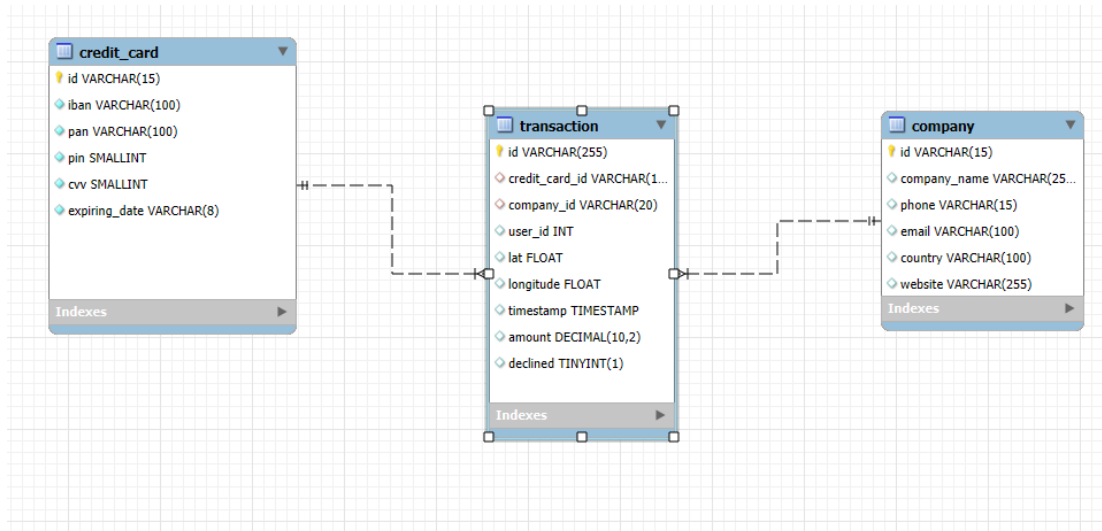 credit_card
id VARCHAR(15)
iban VARCHAR(100)
pan VARCHAR(100)
pin SMALLINT
cvv SMALLINT
expiring_date VARCHAR(8)
Indexes
transaction
id VARCHAR(255)
credit_card_id VARCHAR(1...
company_id VARCHAR(20)
user_id INT
lat FLOAT
longitude FLOAT
timestamp TIMESTAMP
amount DECIMAL(10,2)
declined TINYINT(1)
Indexes
company
id VARCHAR(15)
company_name VARCHAR(25...
phone VARCHAR(15)
email VARCHAR(100)
country VARCHAR(100)
website VARCHAR(255)
Indexes